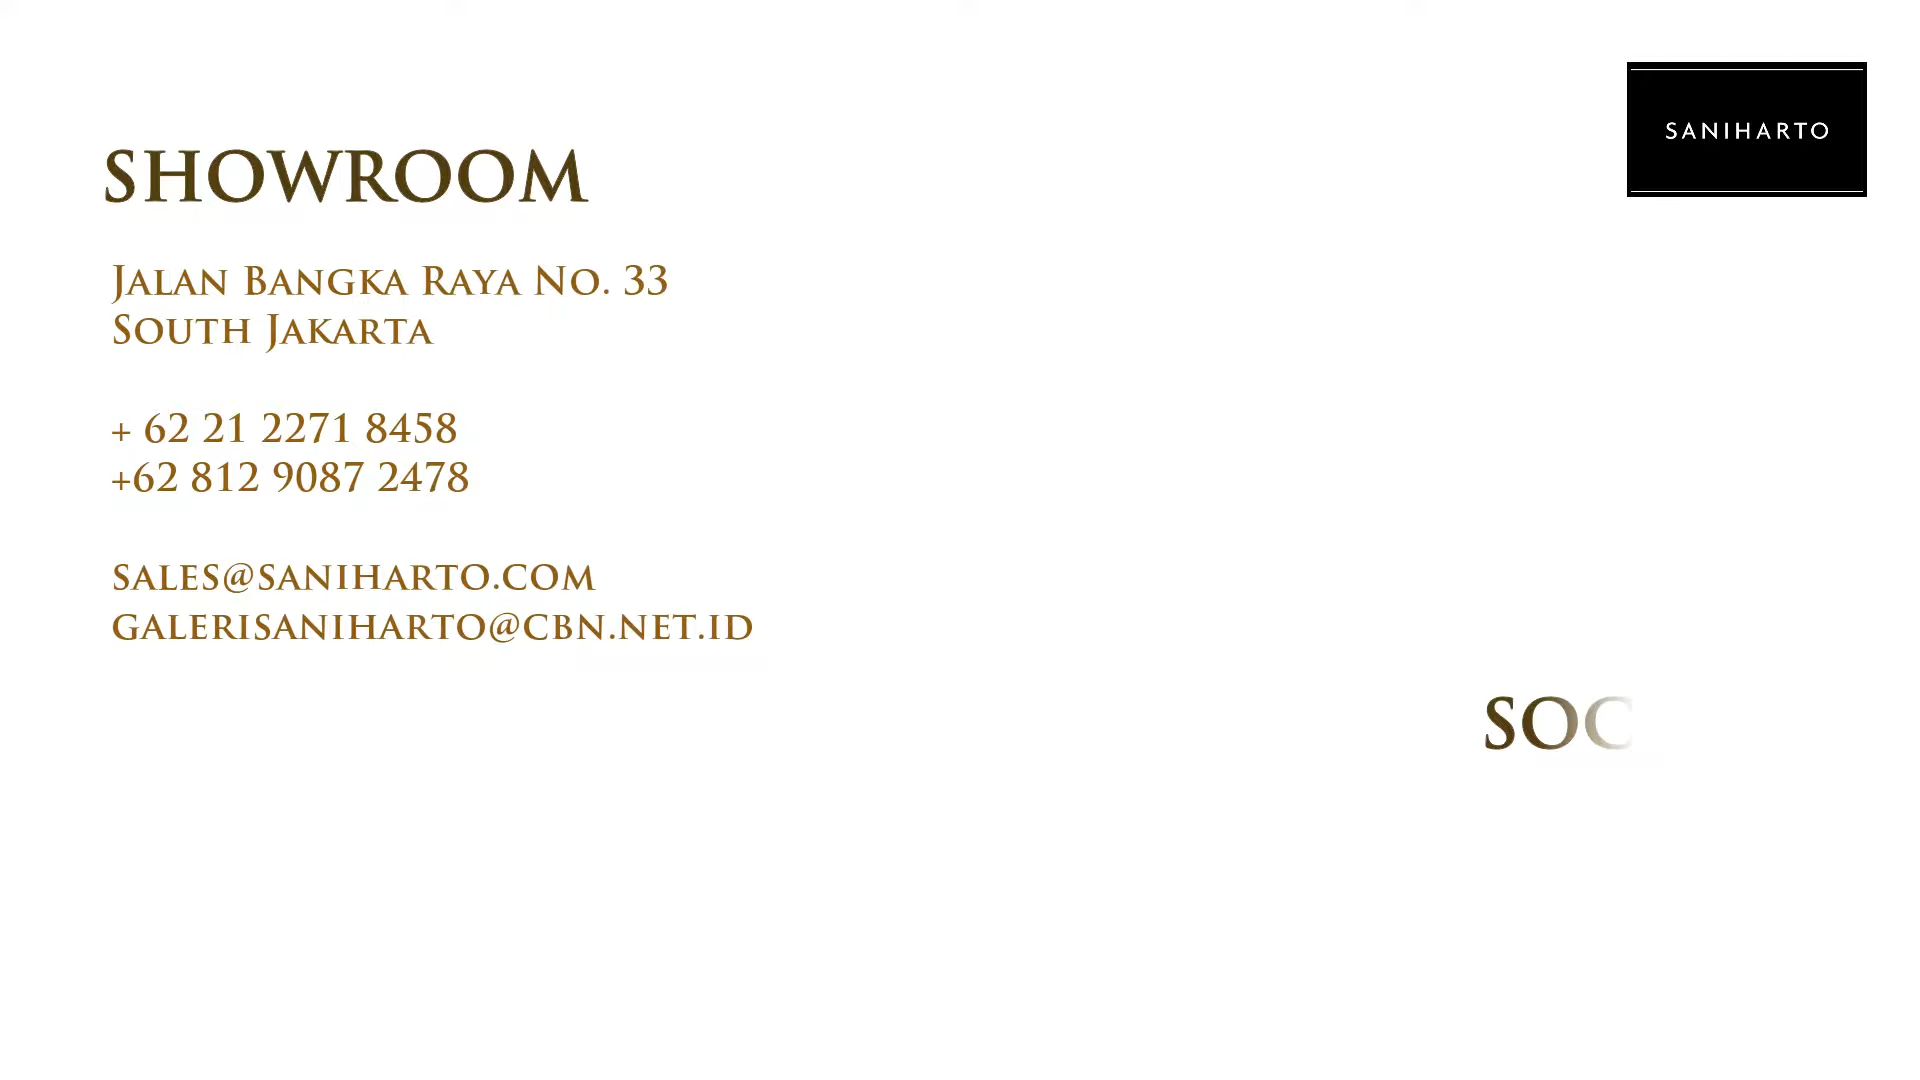 SANIHARTO
SHOWROOM
Jalan Bangka Raya No. 33
South Jakarta
+ 62 21 2271 8458
+62 812 9087 2478
sales@saniharto.com
galerisaniharto@cbn.net.id
SOC